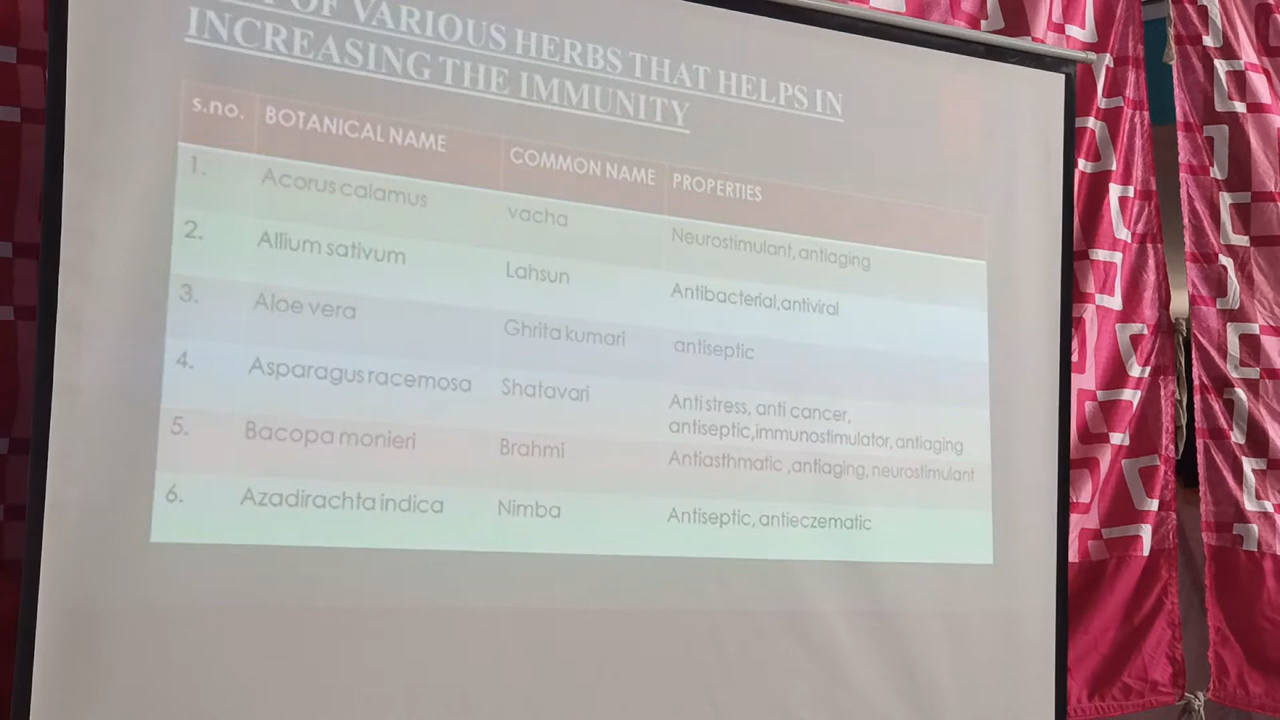 OF VARIOUS HERBS THAT HELPS IN
INCREASING THE IMMUNITY
s.no. BOTANICAL NAME COMMON NAME PROPERTIES
1. Acorus calamus vacha Neurostimulant, antiaging
2. Allium sativum Lahsun Antibacterial,antiviral
3. Aloe vera Ghrita kumari antiseptic
4. Asparagus racemosa Shatavari Anti stress, anti cancer,
antiseptic,immunostimulator, antiaging
5. Bacopa monieri Brahmi Antiasthmatic ,antiaging, neurostimulant
6. Azadirachta indica Nimba Antiseptic, antieczematic